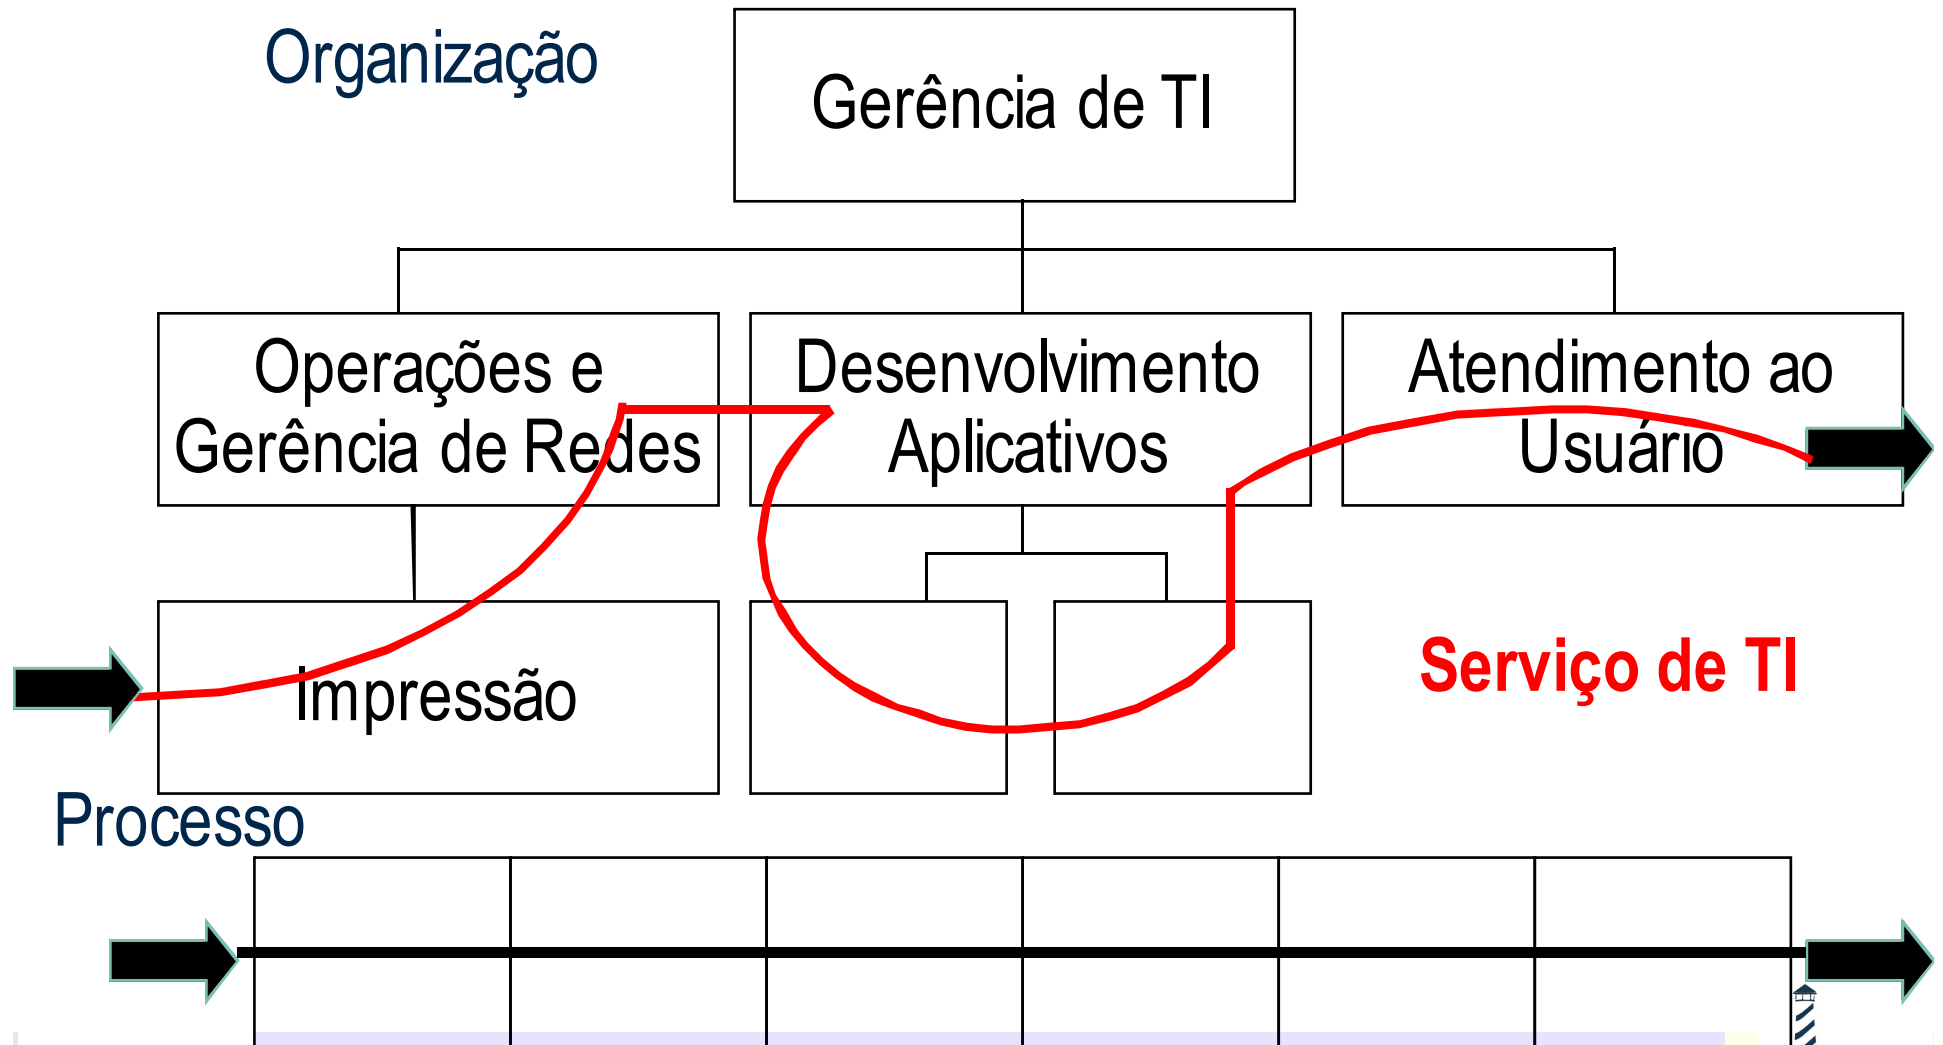 Organização
Gerência de TI
Operações e
Gerência de Redes
Desenvolvimento
Aplicativos
Atendimento ao
Usuário
Impressão
Serviço de TI
Processo